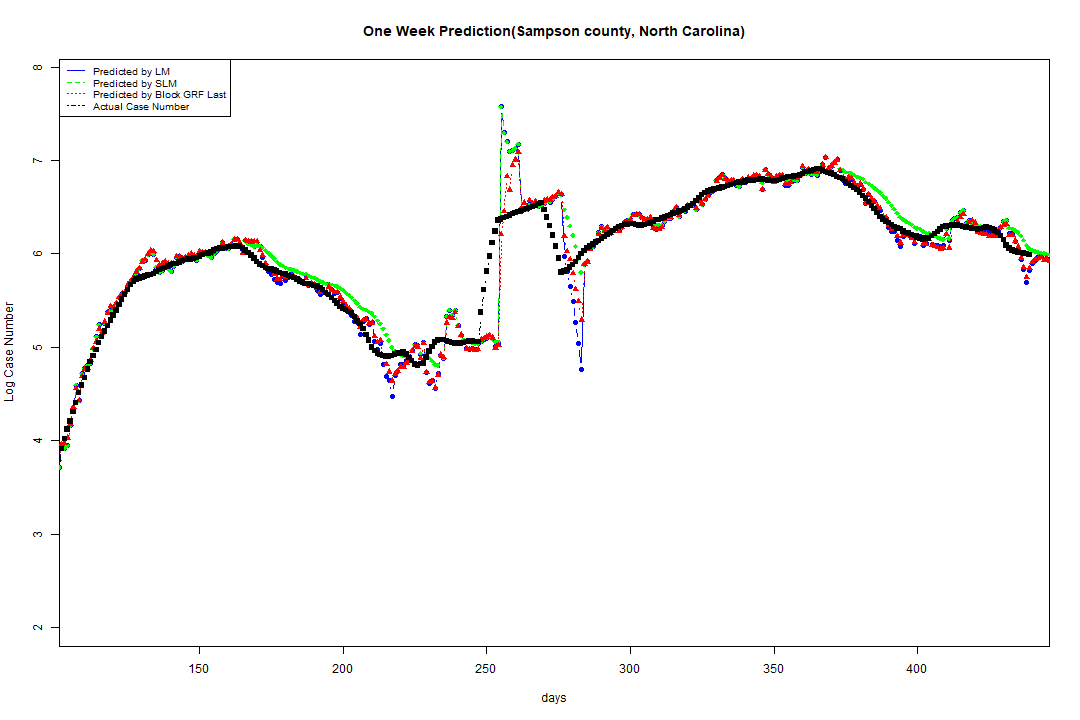 One Week Prediction(Sampson county, North Carolina)
Predicted by LM
Predicted by SLM
Predicted by Block GRF Last
Actual Case Number
Log Case Number
8
7
6
5
4
3
2
150 200 250 300 350 400
days